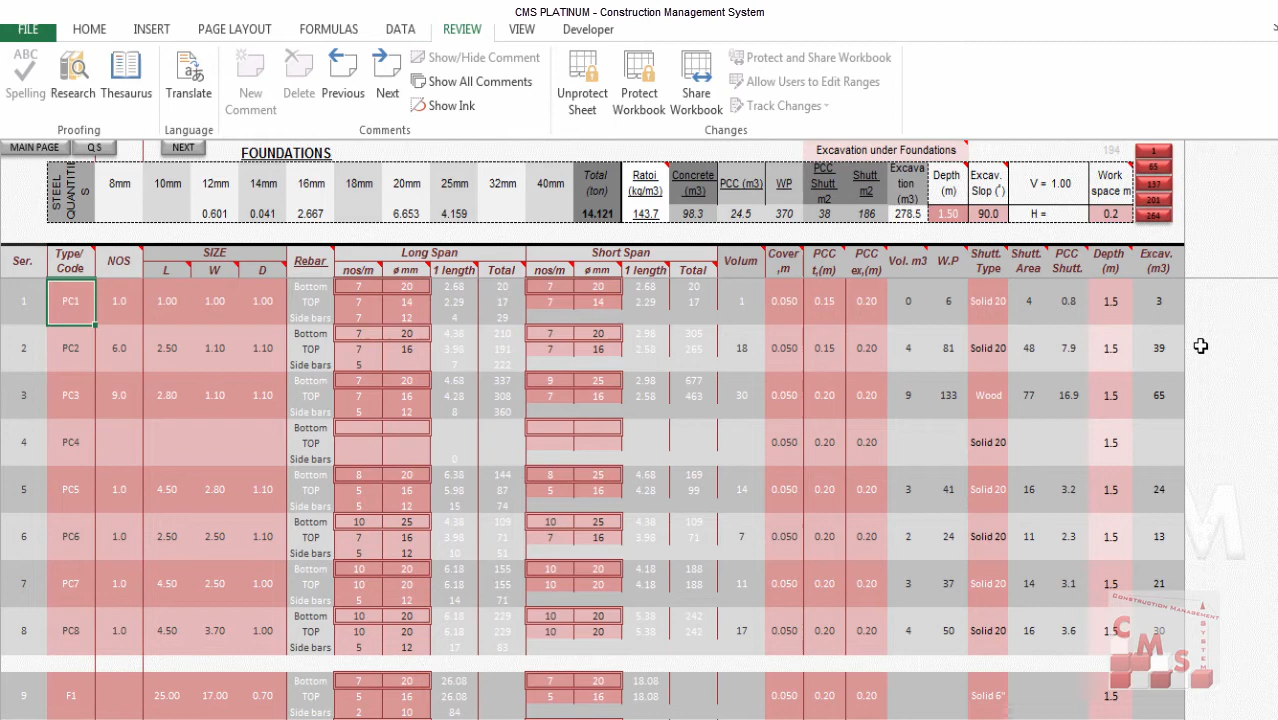 CMS PLATINUM - Construction Management System
FILE HOME INSERT PAGE LAYOUT FORMULAS DATA REVIEW VIEW Developer
ABC Show/Hide Comment Protect and Share Workbook
Show All Comments Allow Users to Edit Ranges
Spelling Research Thesaurus Translate New Comment Delete Previous Next Show Ink Unprotect Sheet Protect Workbook Share Workbook Track Changes
Proofing Language Comments Changes
MAIN PAGE Q S NEXT FOUNDATIONS Excavation under Foundations 194 1
STEEL QUANTITIE S 8mm 10mm 12mm 14mm 16mm 18mm 20mm 25mm 32mm 40mm Total (ton) Ratoi (kg/m3) Concrete (m3) PCC (m3) WP PCC Shutt m2 Shutt m2 Excava tion (m3) Depth (m) Excav. Slop (°) V = 1.00 Work space m 65 137 201
0.601 0.041 2.667 6.653 4.159 14.121 143.7 98.3 24.5 370 38 186 278.5 1.50 90.0 H = 0.2 264
Ser. Type/ Code NOS SIZE Rebar Long Span Short Span Volum Cover ,m PCC t,(m) PCC ex,(m) Vol. m3 W.P Shutt. Type Shutt. Area PCC Shutt. Depth (m) Excav. (m3)
L W D nos/m ø mm 1 length Total nos/m ø mm 1 length Total
Bottom 7 20 2.68 20 7 20 2.68 20
1 PC1 1.0 1.00 1.00 1.00 TOP 7 14 2.29 17 7 14 2.29 17 1 0.050 0.15 0.20 0 6 Solid 20 4 0.8 1.5 3
Side bars 7 12 4 29
Bottom 7 20 4.38 210 7 20 2.98 305
2 PC2 6.0 2.50 1.10 1.10 TOP 7 16 3.98 191 7 16 2.58 265 18 0.050 0.15 0.20 4 81 Solid 20 48 7.9 1.5 39
Side bars 5 7 222
Bottom 7 20 4.68 337 9 25 2.98 677
3 PC3 9.0 2.80 1.10 1.10 TOP 7 16 4.28 308 7 16 2.58 463 30 0.050 0.20 0.20 9 133 Wood 77 16.9 1.5 65
Side bars 5 12 8 360
Bottom
4 PC4 TOP 0.050 0.20 0.20 Solid 20 1.5
Side bars 0
Bottom 8 20 6.38 144 8 25 4.68 169
5 PC5 1.0 4.50 2.80 1.10 TOP 5 16 5.98 87 5 16 4.28 99 14 0.050 0.20 0.20 3 41 Solid 20 16 3.2 1.5 24
Side bars 5 12 15 74
Bottom 10 25 4.38 109 10 25 4.38 109
6 PC6 1.0 2.50 2.50 1.10 TOP 7 16 3.98 71 7 16 3.98 71 7 0.050 0.20 0.20 2 24 Solid 20 11 2.3 1.5 13
Side bars 5 12 10 51
Bottom 10 20 6.18 155 10 20 4.18 188
7 PC7 1.0 4.50 2.50 1.00 TOP 10 20 6.18 155 10 20 4.18 188 11 0.050 0.20 0.20 3 37 Solid 20 14 3.1 1.5 21
Side bars 5 12 14 71
Bottom 10 20 6.18 229 10 20 5.38 242
8 PC8 1.0 4.50 3.70 1.00 TOP 10 20 6.18 229 10 20 5.38 242 17 0.050 0.20 0.20 4 50 Solid 20 16 3.6 1.5 30
Side bars 5 12 17 83
Bottom 7 20 26.08 7 20 18.08
9 F1 25.00 17.00 0.70 TOP 5 16 26.08 5 16 18.08 0.050 0.20 0.20 Solid 6" 1.5
Side bars 2 10 84
M
CONSTRUCTION MANAGEMENT SYSTEM
C M S